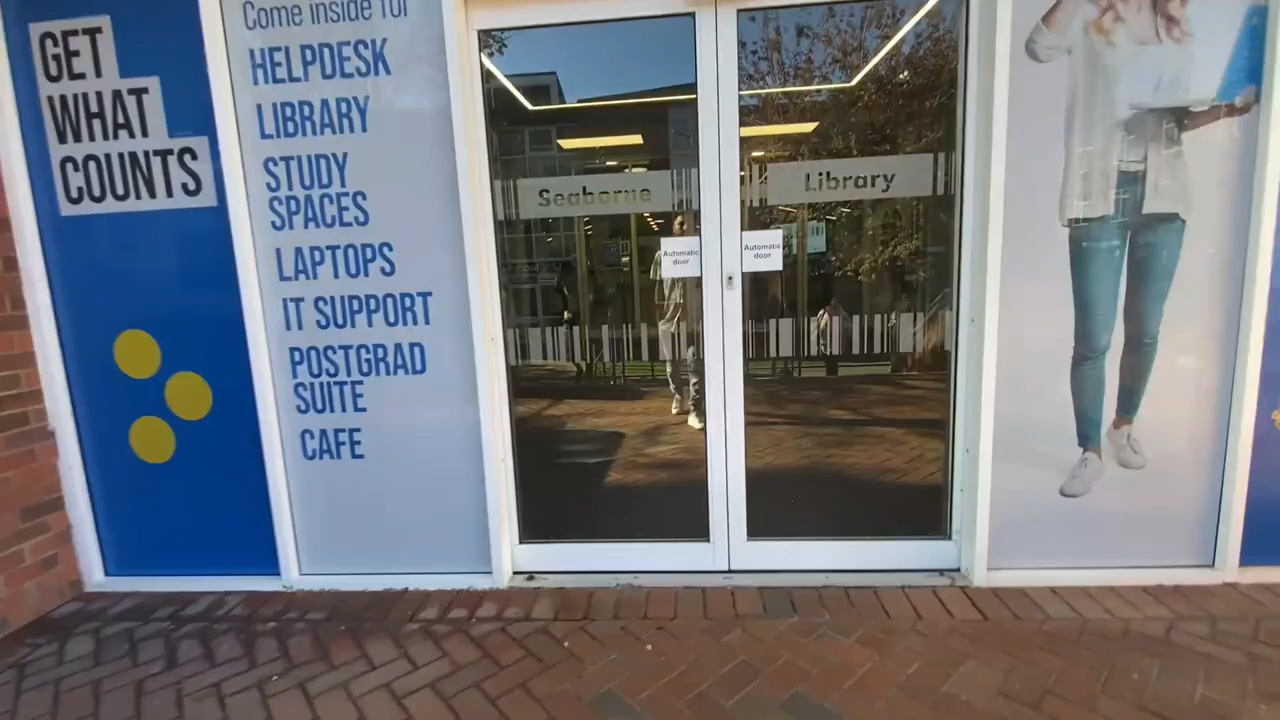 GET
WHAT
COUNTS
Come inside for
HELPDESK
LIBRARY
STUDY
SPACES
LAPTOPS
IT SUPPORT
POSTGRAD
SUITE
CAFE
Seaborne Library
Automatic
door
Automatic
door